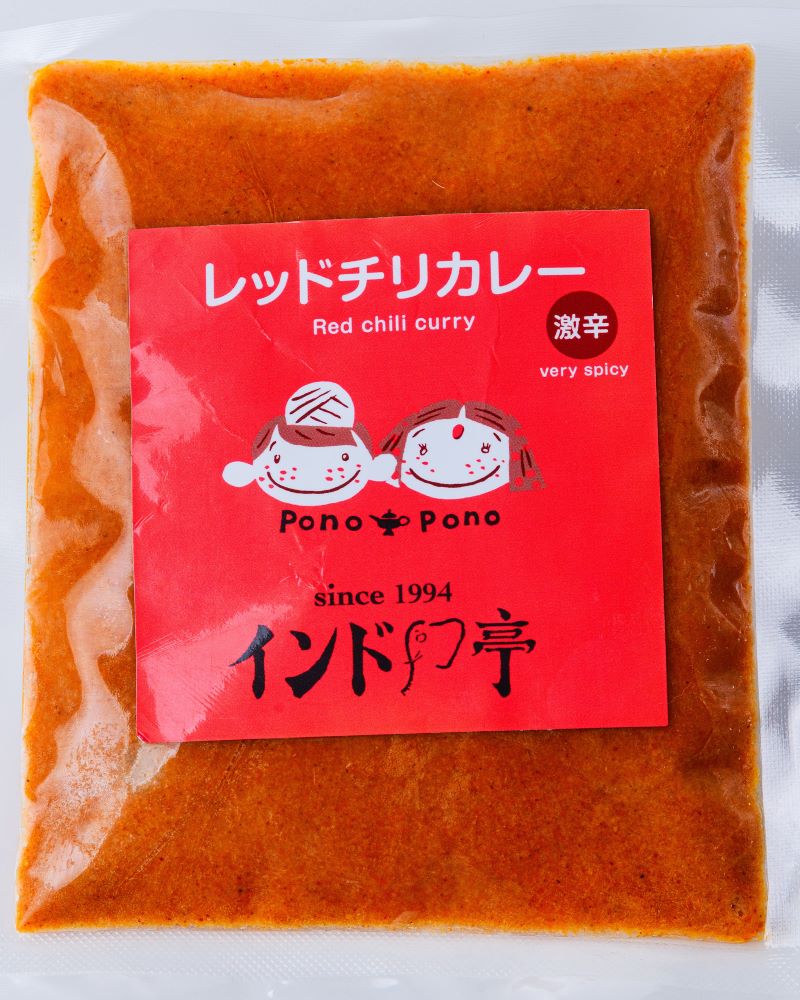 レッドチリカレー
Red chili curry
激辛
very spicy
Pono Pono
since 1994
インド
亭